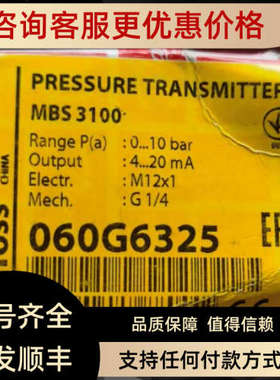 咨询客服更优惠价格
PRESSURE TRANSMITTER
MBS 3100
Range P(a) : 0...10 bar
Output : 4...20 mA
Electr. : M12x1
Mech. : G 1/4
CHINA
060G6325
号齐全
品质保障 值得信赖
发顺丰
支持任何付款方式